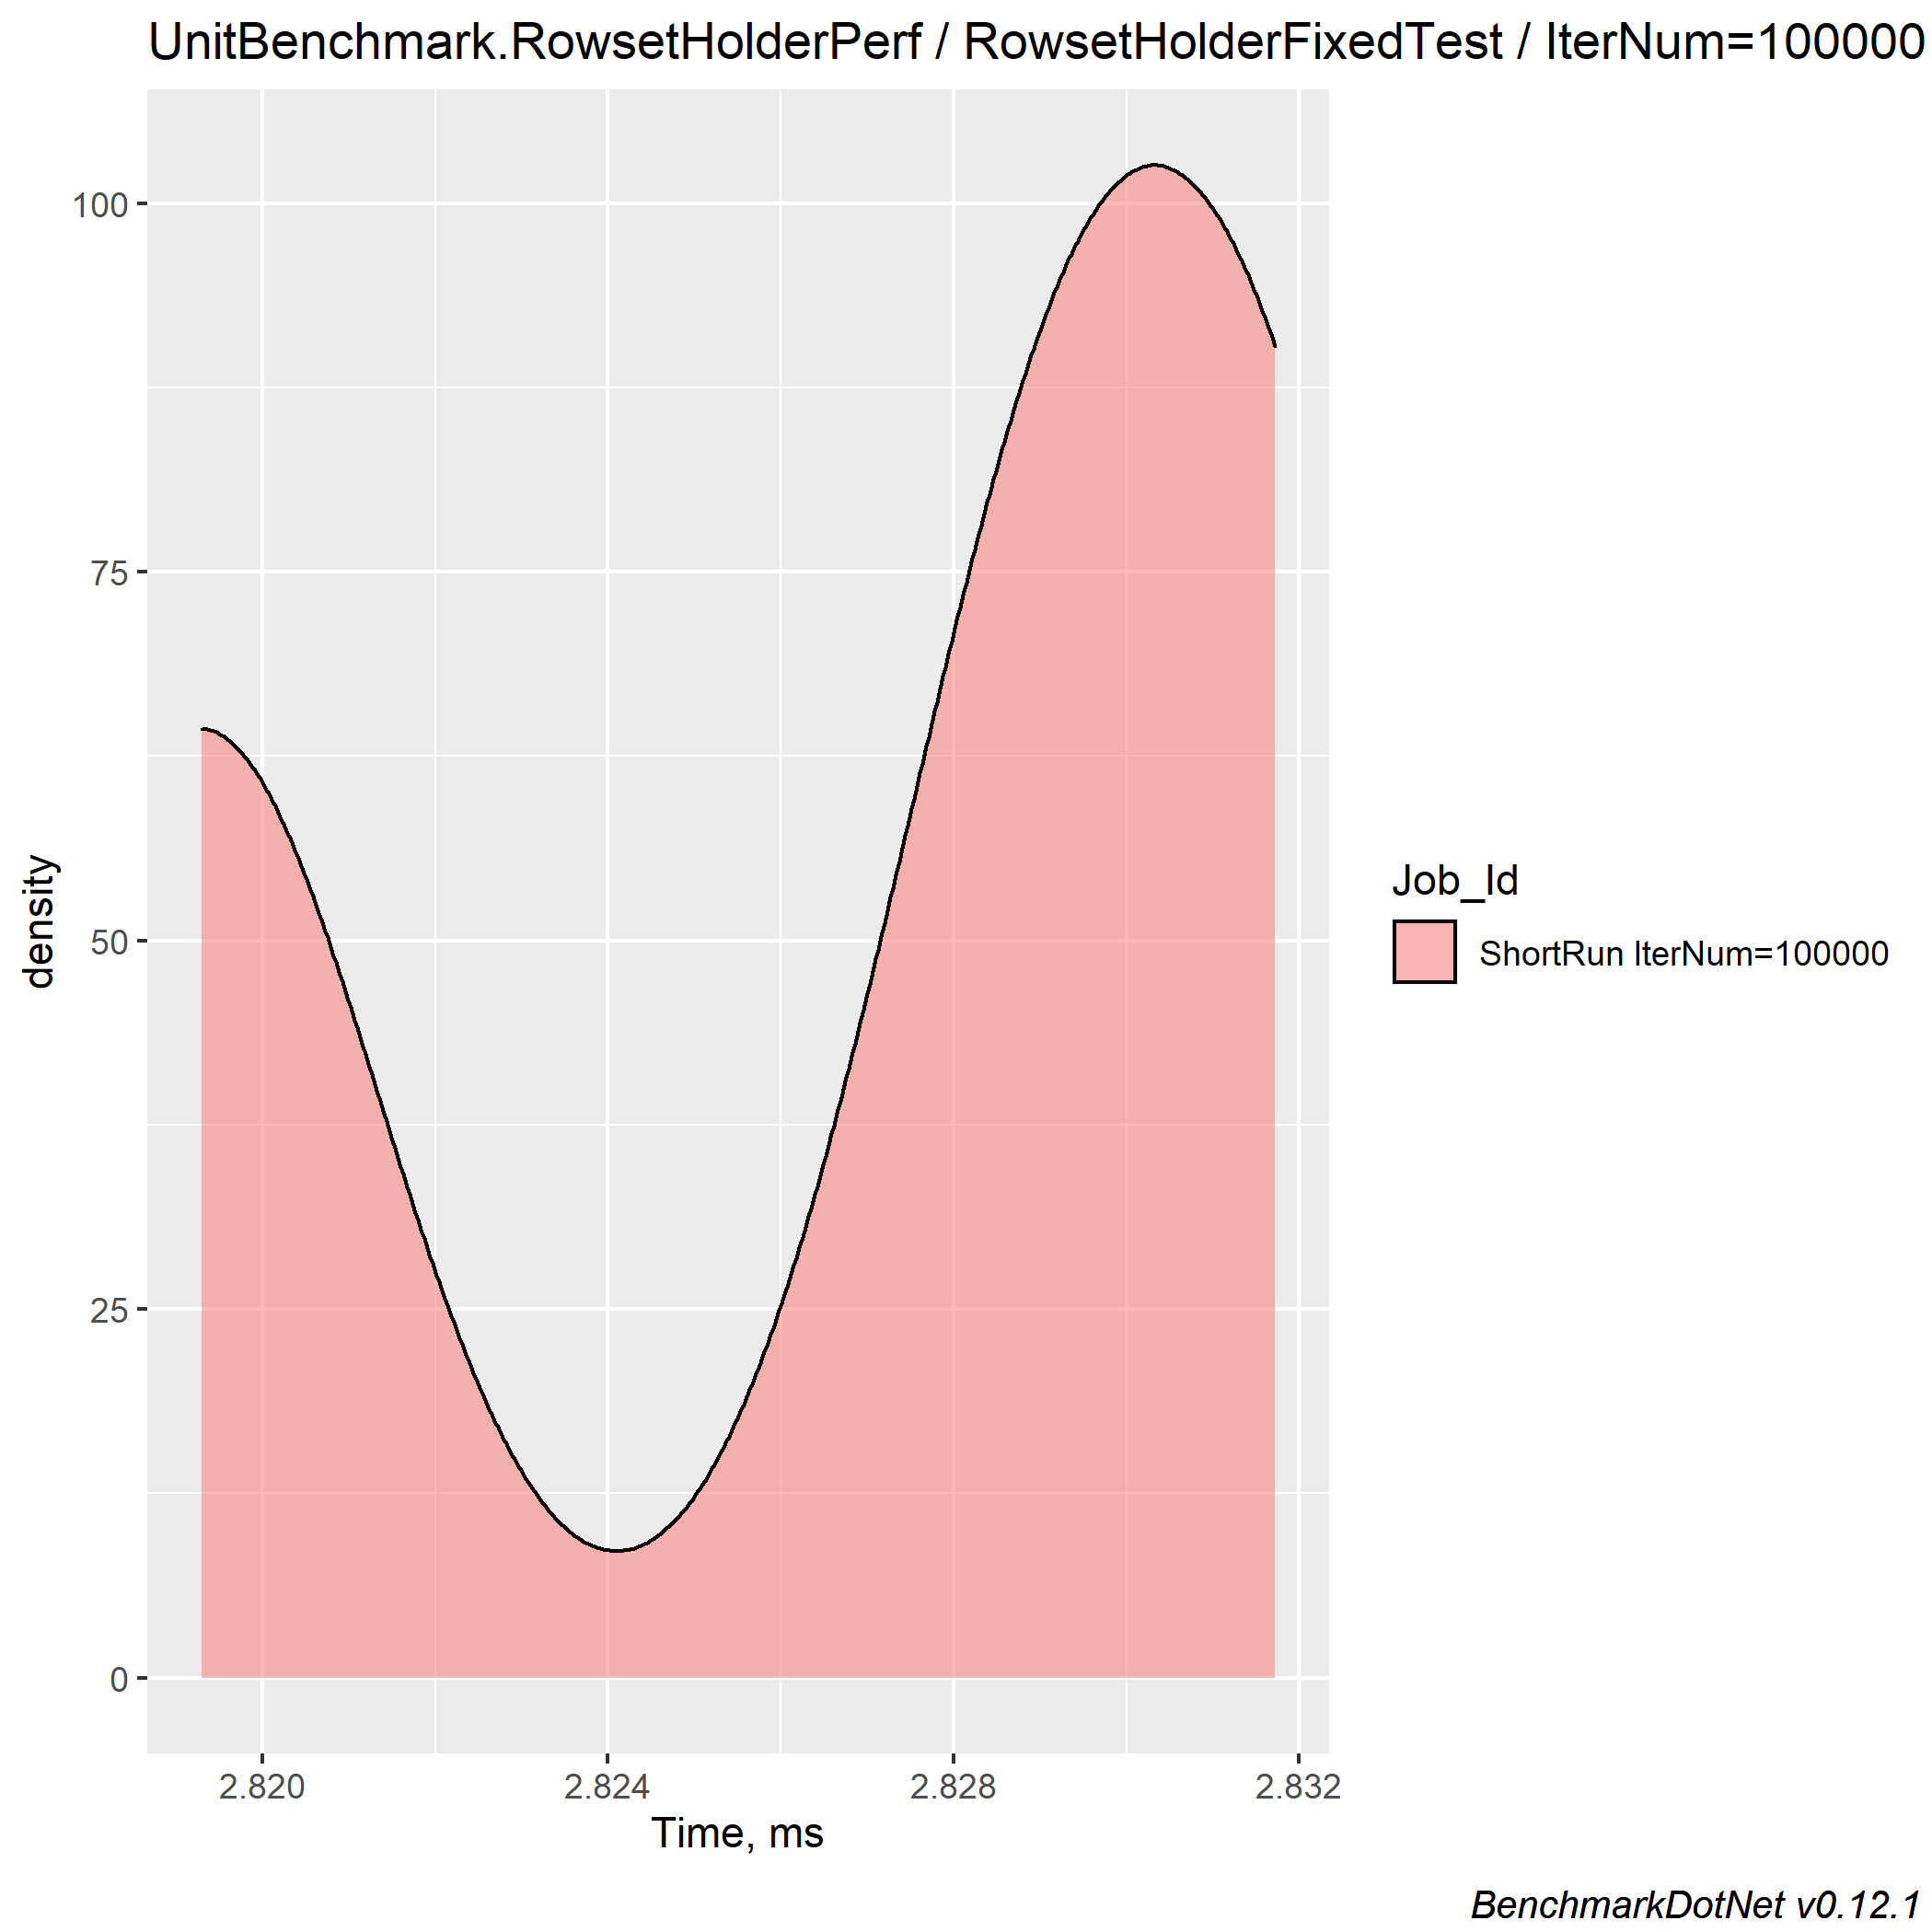 UnitBenchmark.RowsetHolderPerf / RowsetHolderFixedTest / IterNum=100000
100
75
50
25
0
density
2.820 2.824 2.828 2.832
Time, ms
Job_Id
ShortRun IterNum=100000
BenchmarkDotNet v0.12.1